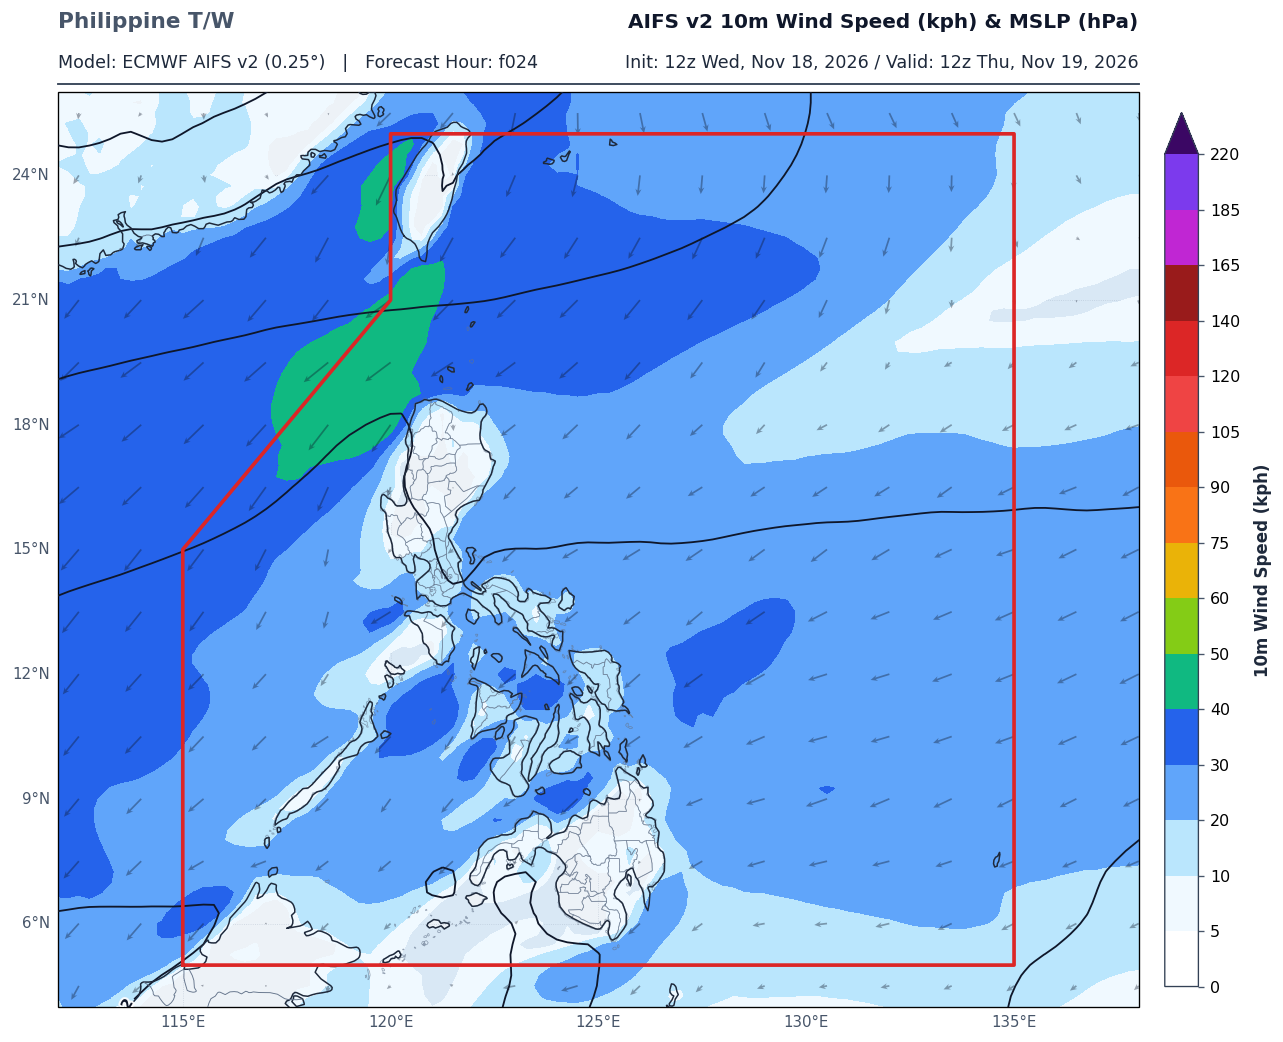 Philippine T/W
AIFS v2 10m Wind Speed (kph) & MSLP (hPa)
Model: ECMWF AIFS v2 (0.25°) | Forecast Hour: f024
Init: 12z Wed, Nov 18, 2026 / Valid: 12z Thu, Nov 19, 2026
24°N
21°N
18°N
15°N
12°N
9°N
6°N
115°E
120°E
125°E
130°E
135°E
220
185
165
140
120
105
90
75
60
50
40
30
20
10
5
0
10m Wind Speed (kph)